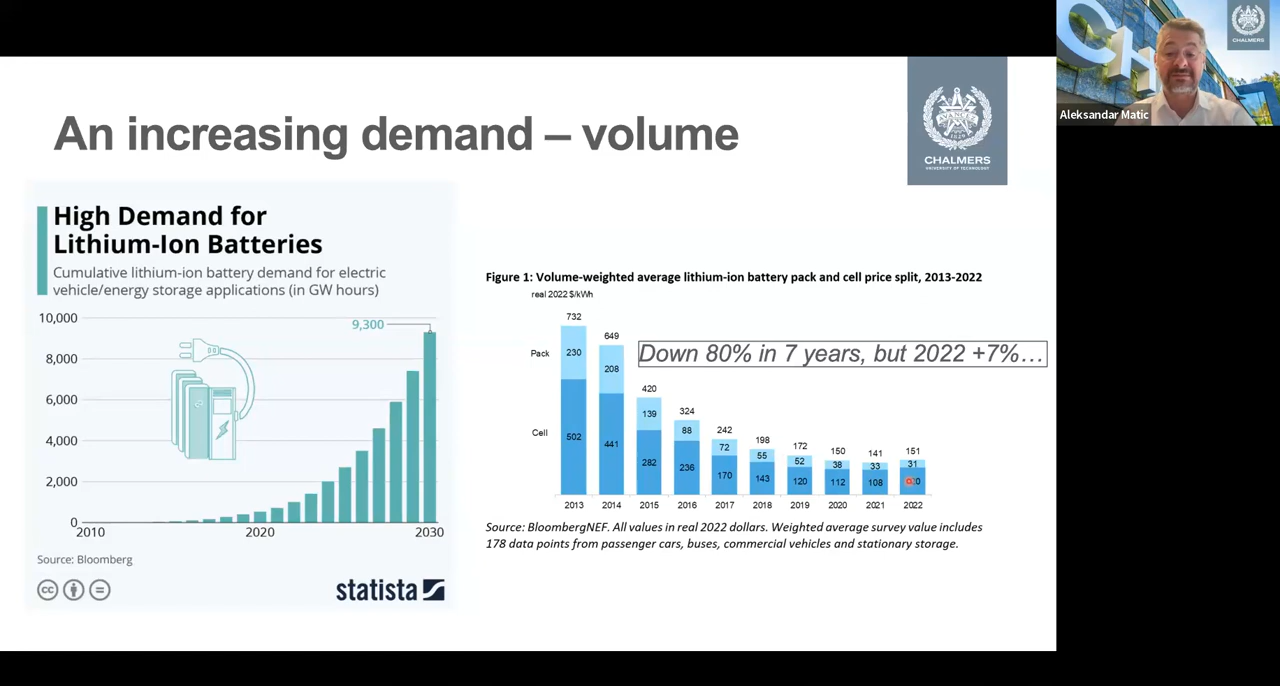 An increasing demand – volume
AVANCEZ
CHALMERS
UNIVERSITY OF TECHNOLOGY
CHALMERS
CH
Aleksandar Matic
High Demand for
Lithium-Ion Batteries
Cumulative lithium-ion battery demand for electric
vehicle/energy storage applications (in GW hours)
10,000
8,000
6,000
4,000
2,000
0
9,300
2010
2020
2030
Source: Bloomberg
cc
statista
Figure 1: Volume-weighted average lithium-ion battery pack and cell price split, 2013-2022
real 2022 $/kWh
Down 80% in 7 years, but 2022 +7%…
Pack
Cell
732
230
502
649
208
441
420
139
282
324
88
236
242
72
170
198
55
143
172
52
120
150
38
112
141
33
108
151
31
2013 2014 2015 2016 2017 2018 2019 2020 2021 2022
Source: BloombergNEF. All values in real 2022 dollars. Weighted average survey value includes
178 data points from passenger cars, buses, commercial vehicles and stationary storage.